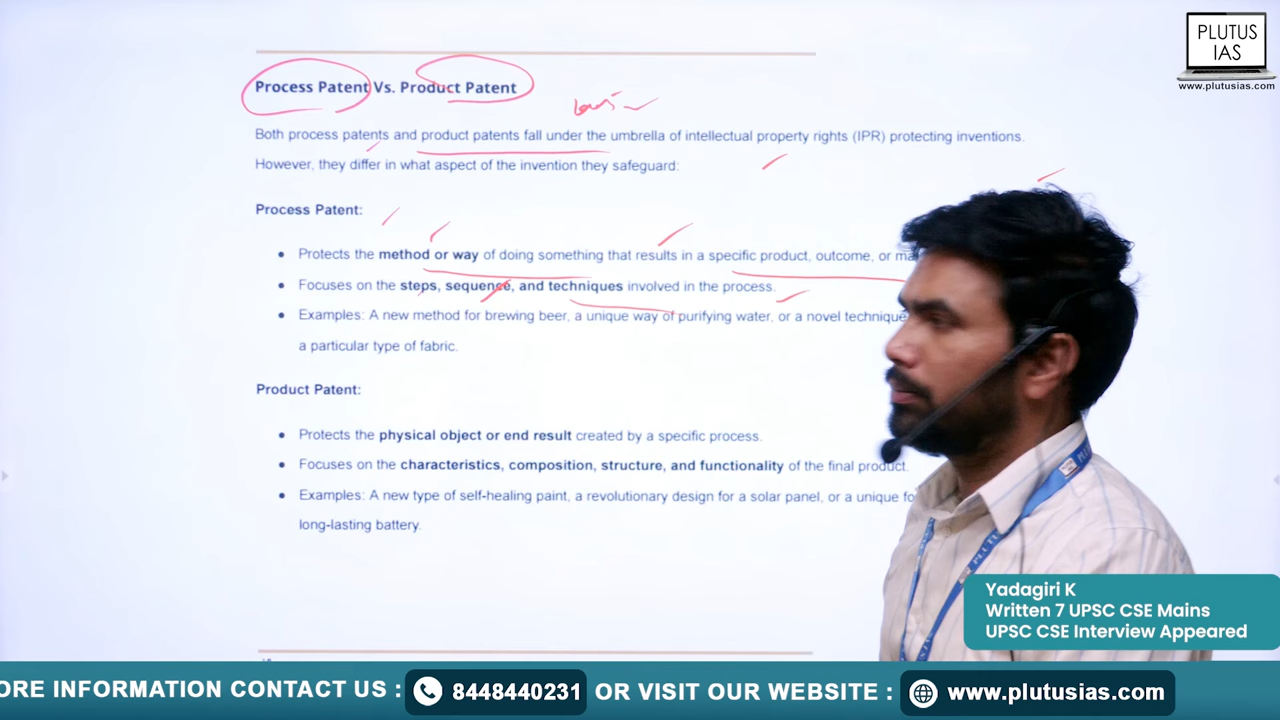 PLUTUS
IAS
www.plutusias.com
Process Patent Vs. Product Patent
Both process patents and product patents fall under the umbrella of intellectual property rights (IPR) protecting inventions.
However, they differ in what aspect of the invention they safeguard:
Process Patent:
• Protects the method or way of doing something that results in a specific product, outcome, or
• Focuses on the steps, sequence, and techniques involved in the process.
• Examples: A new method for brewing beer, a unique way of purifying water, or a novel technique
a particular type of fabric.
Product Patent:
• Protects the physical object or end result created by a specific process.
• Focuses on the characteristics, composition, structure, and functionality of the final product.
• Examples: A new type of self-healing paint, a revolutionary design for a solar panel, or a unique
long-lasting battery.
Yadagiri K
Written 7 UPSC CSE Mains
UPSC CSE Interview Appeared
ORE INFORMATION CONTACT US : 8448440231 OR VISIT OUR WEBSITE : www.plutusias.com